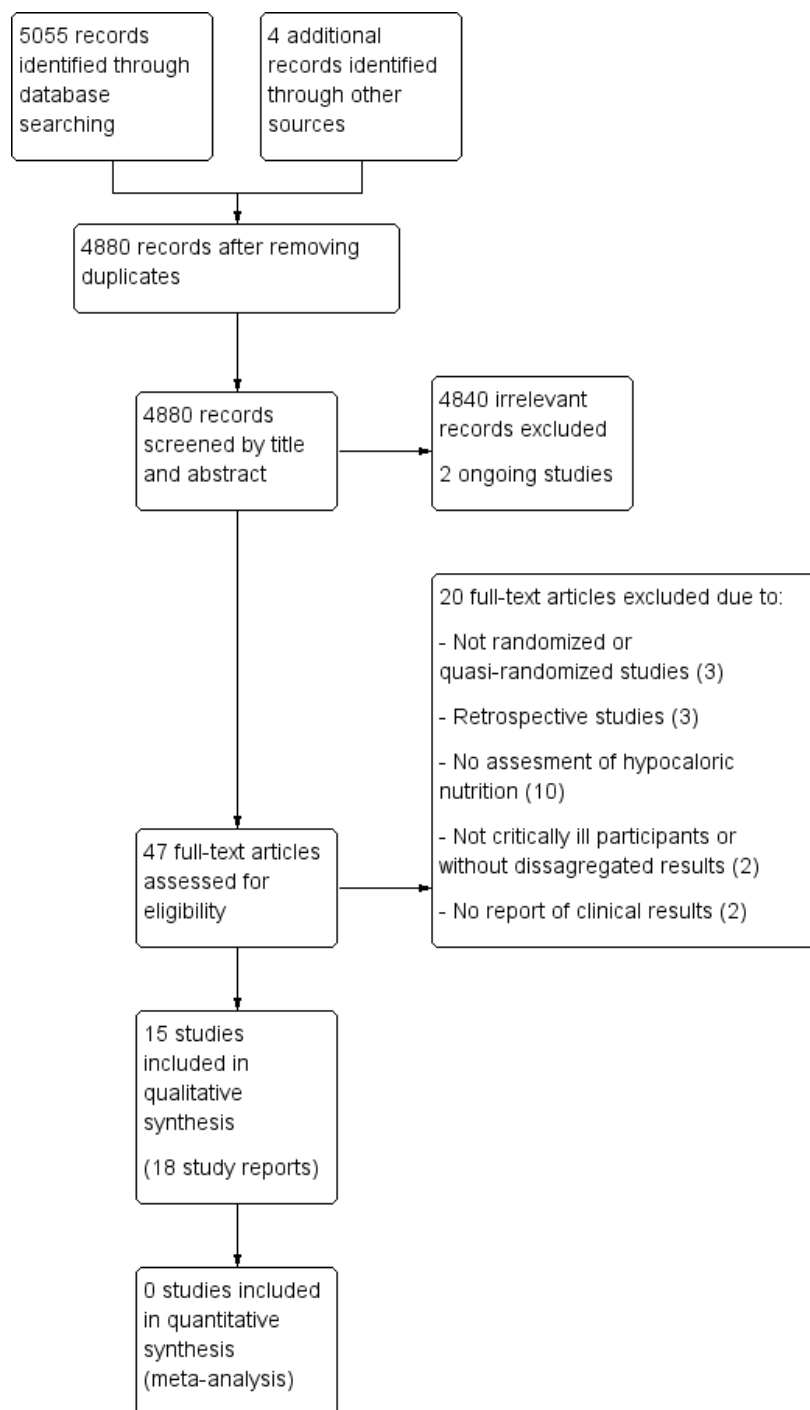 5055 records
identified through
database
searching
4 additional
records identified
through other
sources
4880 records after removing
duplicates
4880 records
screened by title
and abstract
4840 irrelevant
records excluded
2 ongoing studies
20 full-text articles excluded due to:
- Not randomized or
quasi-randomized studies (3)
- Retrospective studies (3)
- No assesment of hypocaloric
nutrition (10)
- Not critically ill participants or
without dissagregated results (2)
- No report of clinical results (2)
47 full-text articles
assessed for
eligibility
15 studies
included in
qualitative
synthesis
(18 study reports)
0 studies included
in quantitative
synthesis
(meta-analysis)